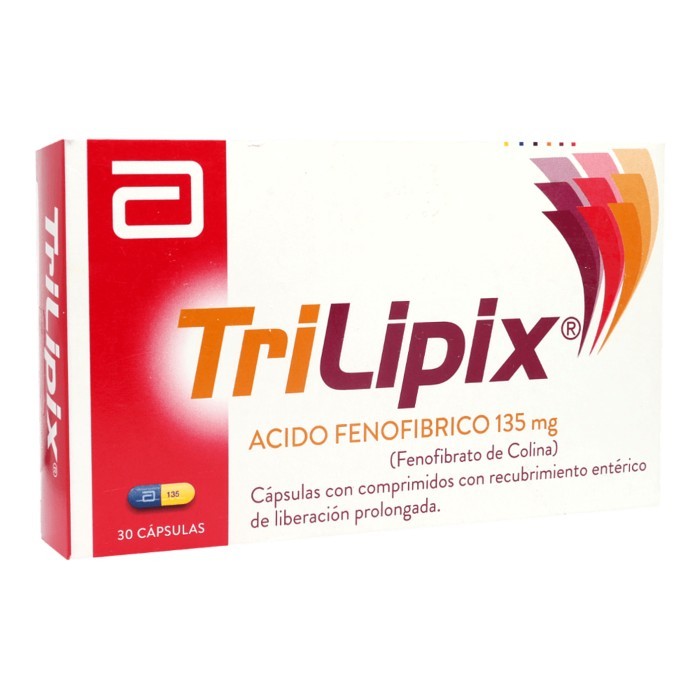 TriLipix®
TriLipix®
ACIDO FENOFIBRICO 135 mg
(Fenofibrato de Colina)
Cápsulas con comprimidos con recubrimiento entérico
de liberación prolongada.
135
30 CÁPSULAS